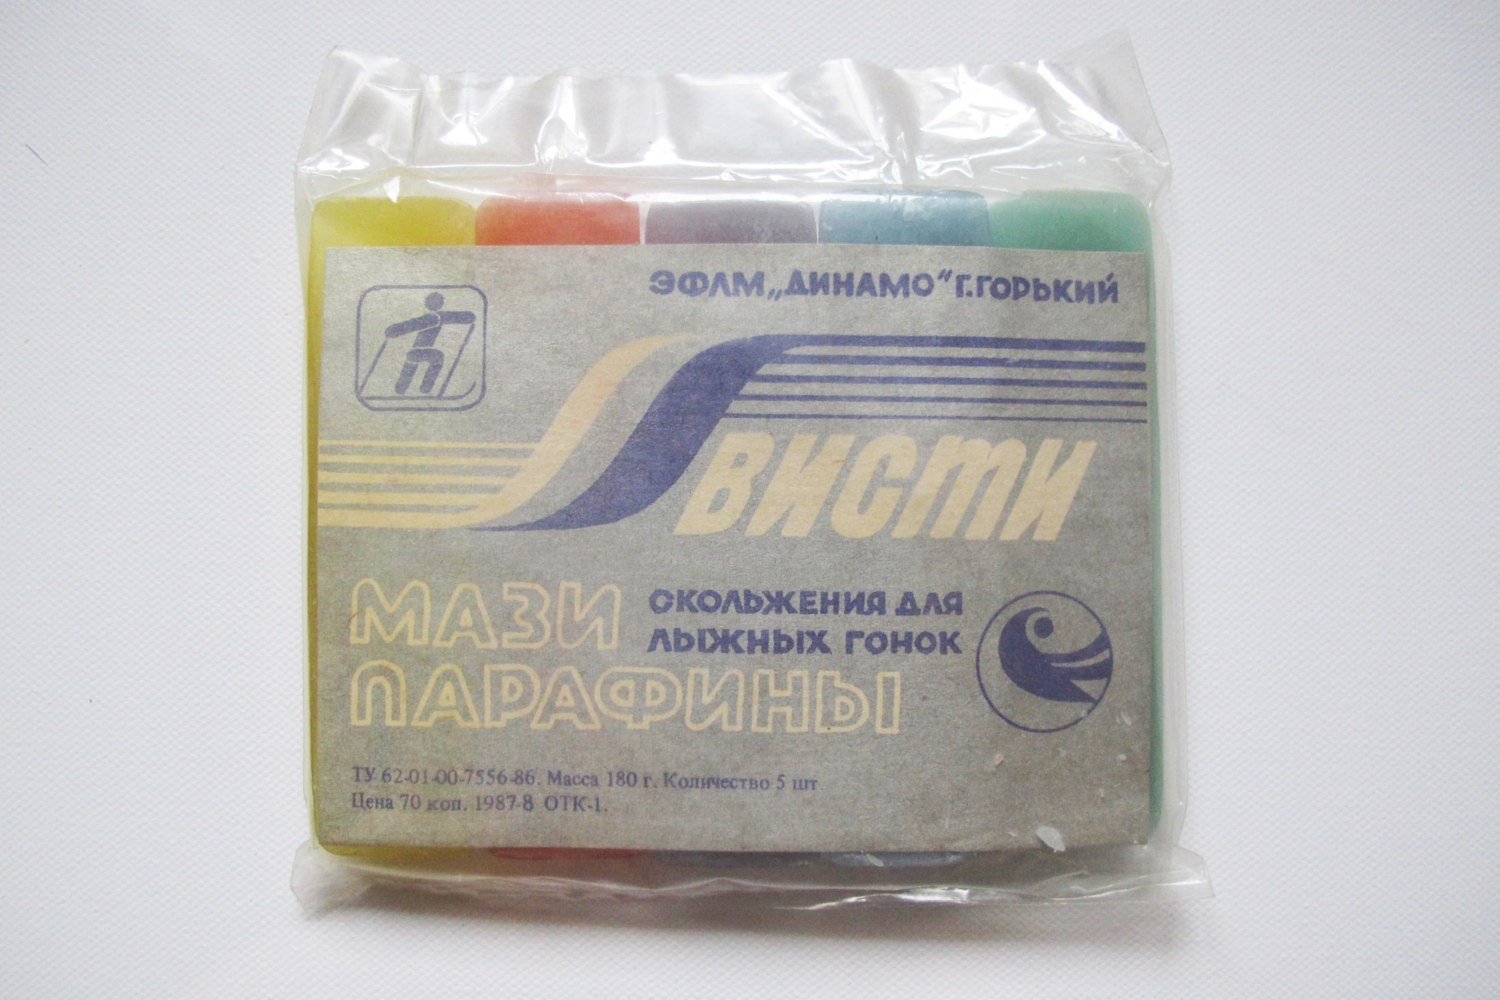 ЭФЛМ „ДИНАМО“ Г.ГОРЬКИЙ
ВИСТИ
МАЗИ СКОЛЬЖЕНИЯ ДЛЯ
ЛЫЖНЫХ ГОНОК
ПАРАФИНЫ
ТУ 62-01-00-7556-86. Масса 180 г. Количество 5 шт
Цена 70 коп. 1987-8 ОТК-1.